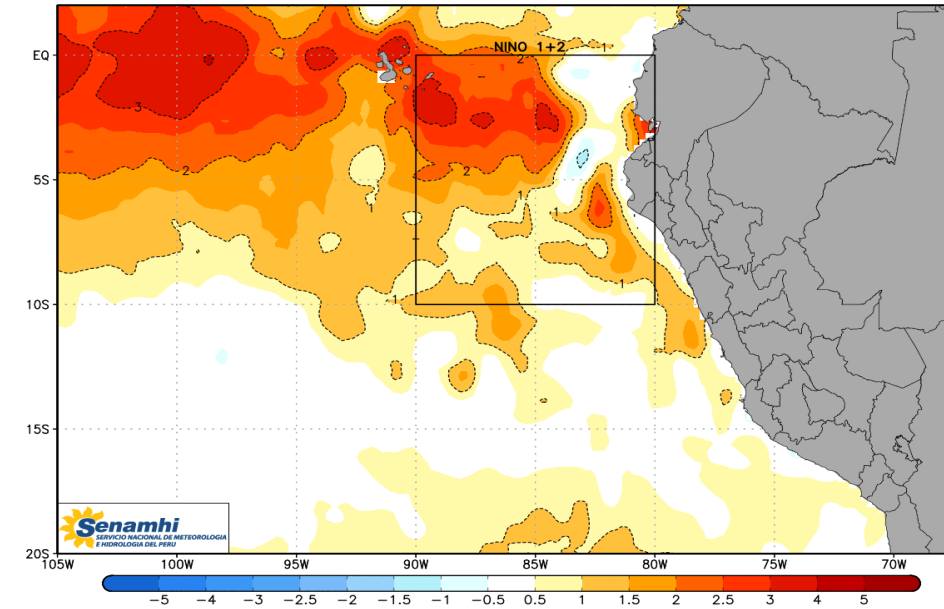 NINO 1+2
EQ
2
1
3
2
2
5S
1
1
1
1
1
10S
15S
Senamhi
SERVICIO NACIONAL DE METEOROLOGIA
E HIDROLOGIA DEL PERU
20S
105W 100W 95W 90W 85W 80W 75W 70W
-5 -4 -3 -2.5 -2 -1.5 -1 -0.5 0.5 1 1.5 2 2.5 3 4 5